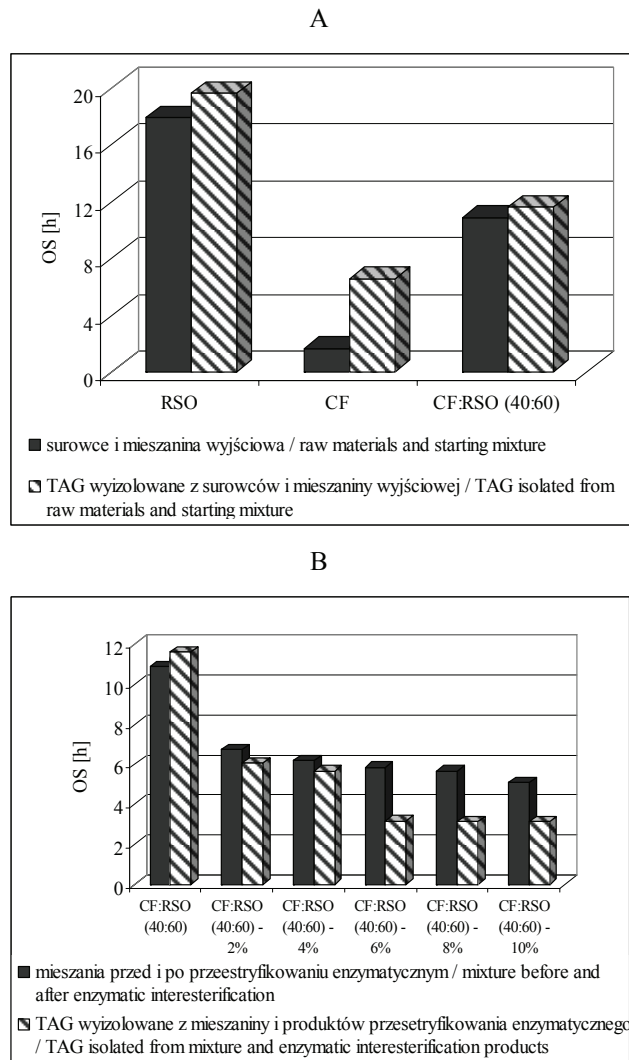 A
20
16
12
8
4
0
OS [h]
RSO CF CF:RSO (40:60)
surowce i mieszanina wyjściowa / raw materials and starting mixture
TAG wyizolowane z surowców i mieszaniny wyjściowej / TAG isolated from
raw materials and starting mixture
B
12
10
8
6
4
2
0
OS [h]
CF:RSO CF:RSO CF:RSO CF:RSO CF:RSO CF:RSO
(40:60) (40:60) - (40:60) - (40:60) - (40:60) - (40:60) -
2% 4% 6% 8% 10%
mieszania przed i po przeestryfikowaniu enzymatycznym / mixture before and
after enzymatic interesterification
TAG wyizolowane z mieszaniny i produktów przesetryfikowania enzymatycznego
/ TAG isolated from mixture and enzymatic interesterification products